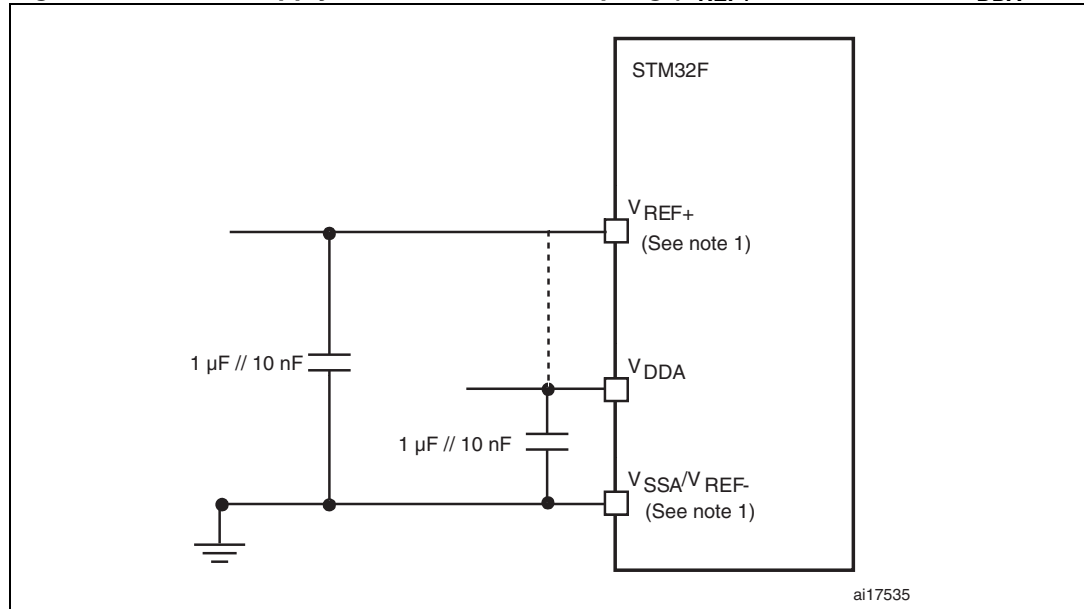 STM32F
VREF+
(See note 1)
1 µF // 10 nF
VDDA
1 µF // 10 nF
VSSA/VREF-
(See note 1)
ai17535